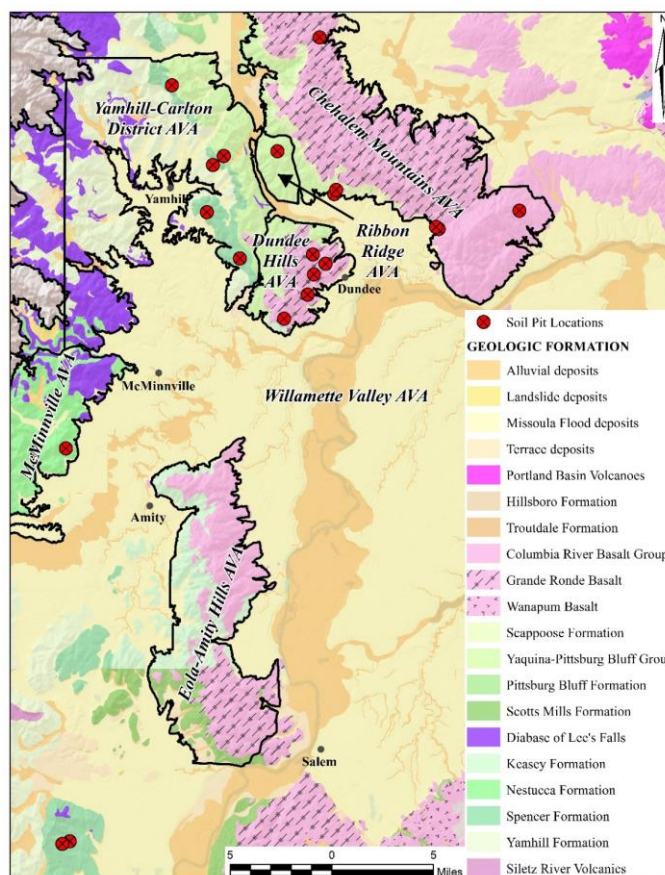 N
Yamhill-Carlton
District AVA
Chehalem Mountains AVA
Yamhill
Ribbon
Ridge
AVA
Dundee
Hills
AVA
Dundee
McMinnville AVA
McMinnville
Willamette Valley AVA
Amity
Eola-Amity Hills AVA
Salem
5 0 5
Miles
Soil Pit Locations
GEOLOGIC FORMATION
Alluvial deposits
Landslide deposits
Missoula Flood deposits
Terrace deposits
Portland Basin Volcanoes
Hillsboro Formation
Troutdale Formation
Columbia River Basalt Group
Grande Ronde Basalt
Wanapum Basalt
Scappoose Formation
Yaquina-Pittsburg Bluff Group
Pittsburg Bluff Formation
Scotts Mills Formation
Diabase of Lee's Falls
Keasey Formation
Nestucca Formation
Spencer Formation
Yamhill Formation
Siletz River Volcanics